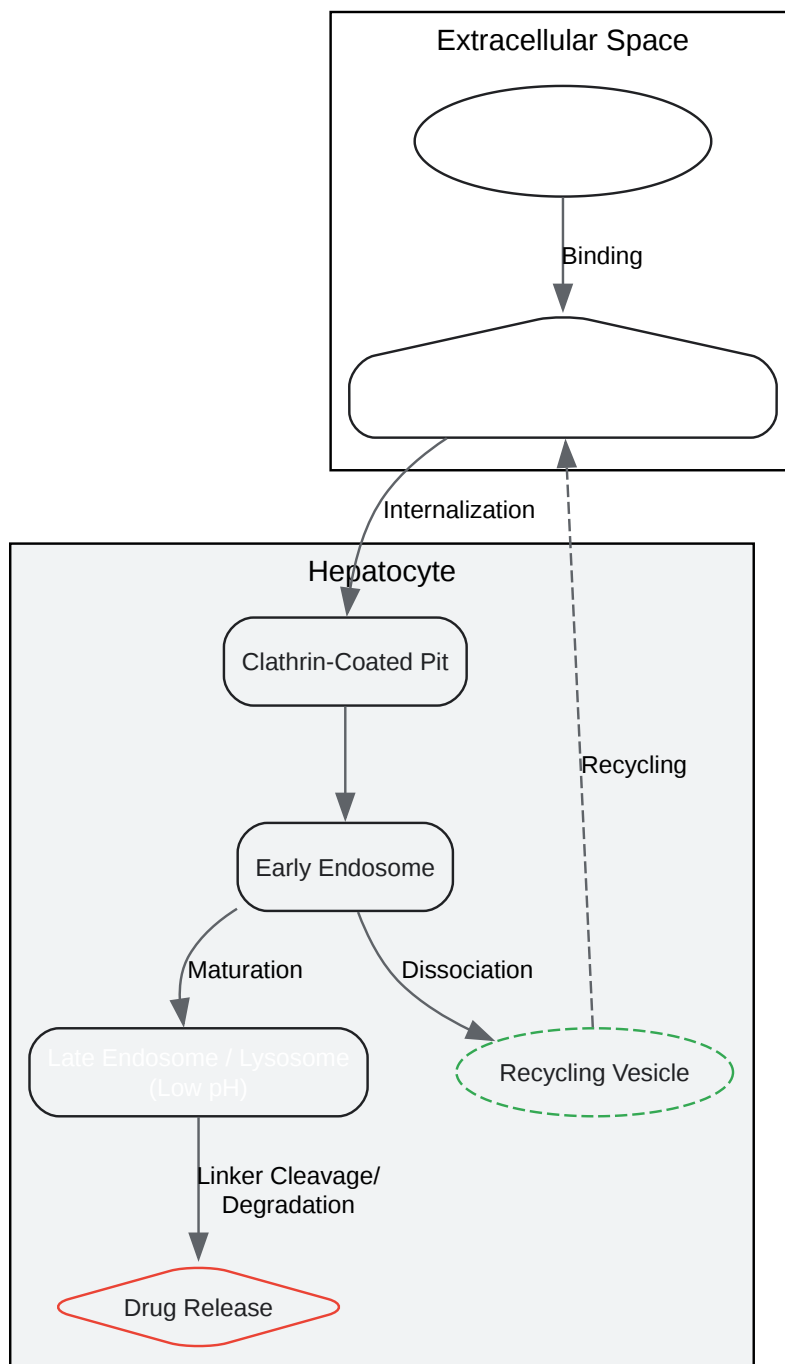 Extracellular Space
Binding
Internalization
Hepatocyte
Clathrin-Coated Pit
Recycling
Early Endosome
Maturation
Dissociation
Late Endosome / Lysosome
(Low pH)
Recycling Vesicle
Linker Cleavage/
Degradation
Drug Release